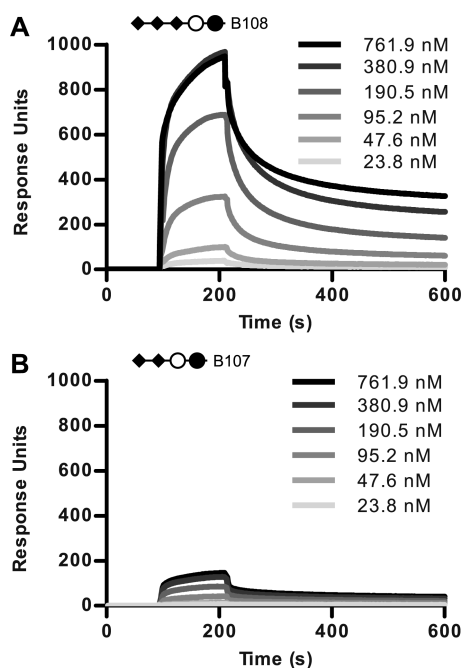 A
B108
1000
800
600
400
200
0
Response Units
0 200 400 600
Time (s)
761.9 nM
380.9 nM
190.5 nM
95.2 nM
47.6 nM
23.8 nM
B
B107
1000
800
600
400
200
0
Response Units
0 200 400 600
Time (s)
761.9 nM
380.9 nM
190.5 nM
95.2 nM
47.6 nM
23.8 nM